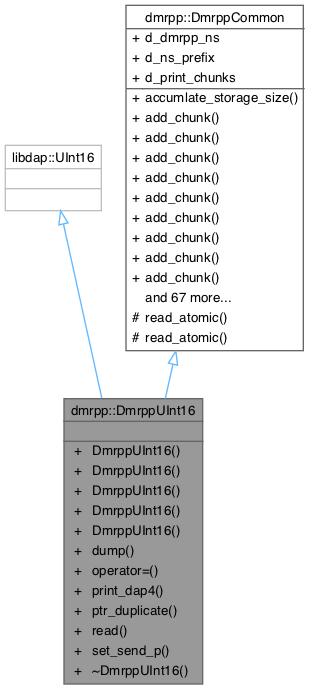 dmrpp::DmrppCommon
+ d_dmrpp_ns
+ d_ns_prefix
+ d_print_chunks
+ accumlate_storage_size()
+ add_chunk()
+ add_chunk()
+ add_chunk()
+ add_chunk()
+ add_chunk()
+ add_chunk()
+ add_chunk()
+ add_chunk()
+ add_chunk()
and 67 more...
# read_atomic()
# read_atomic()
libdap::UInt16
dmrpp::DmrppUInt16
+ DmrppUInt16()
+ DmrppUInt16()
+ DmrppUInt16()
+ DmrppUInt16()
+ DmrppUInt16()
+ dump()
+ operator=()
+ print_dap4()
+ ptr_duplicate()
+ read()
+ set_send_p()
+ ~DmrppUInt16()